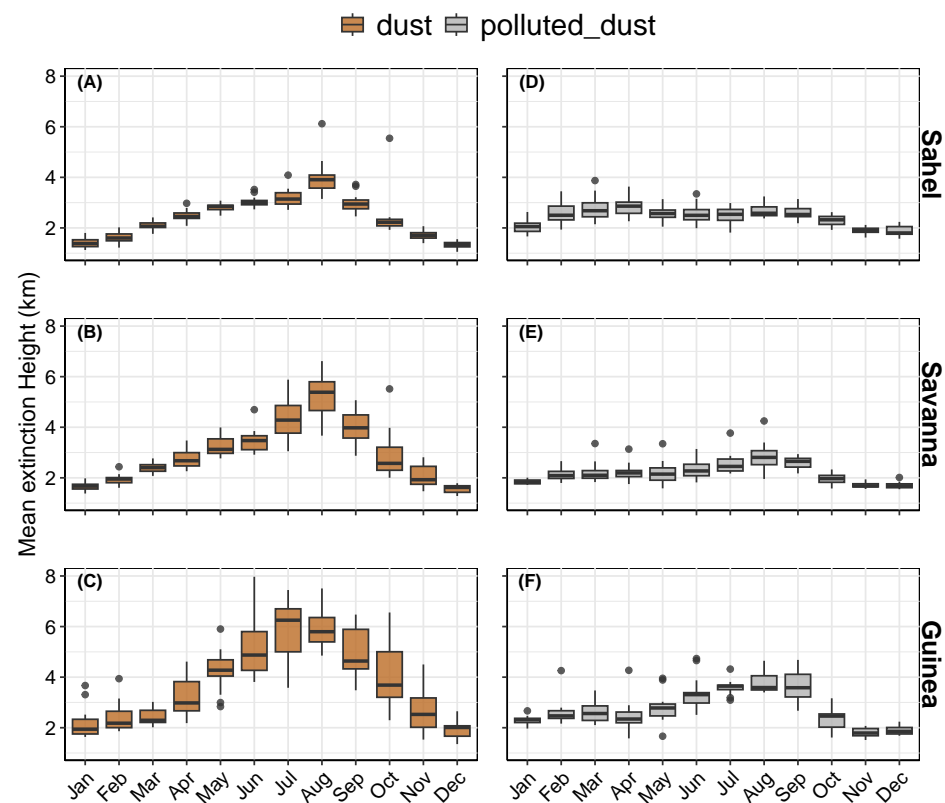 dust polluted_dust
Mean extinction Height (km)
(A)
(D)
8
6
4
2
Sahel
(B)
(E)
8
6
4
2
Savanna
(C)
(F)
8
6
4
2
Guinea
Jan Feb Mar Apr May Jun Jul Aug Sep Oct Nov Dec
Jan Feb Mar Apr May Jun Jul Aug Sep Oct Nov Dec